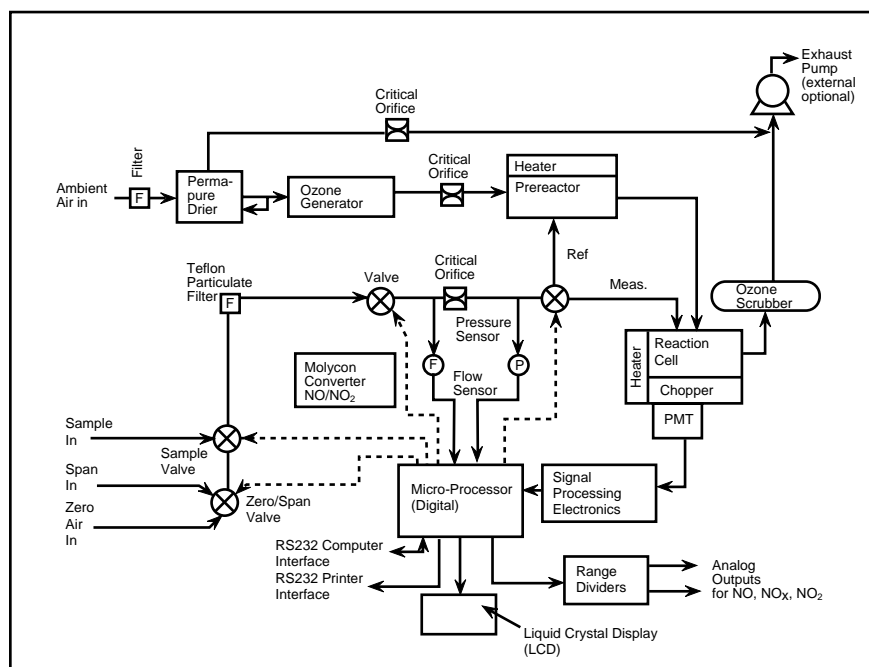 Exhaust
Pump
(external
optional)
Critical
Orifice
Filter
Ambient
Air in
F
Perma-
pure
Drier
Ozone
Generator
Critical
Orifice
Heater
Prereactor
Ref
Teflon
Particulate
Filter
F
Valve
Critical
Orifice
Meas.
Ozone
Scrubber
Pressure
Sensor
F
P
Flow
Sensor
Molycon
Converter
NO/NO₂
Heater
Reaction
Cell
Chopper
PMT
Sample
In
Sample
Valve
Span
In
Zero
Air
In
Zero/Span
Valve
Micro-Processor
(Digital)
Signal
Processing
Electronics
RS232 Computer
Interface
RS232 Printer
Interface
Range
Dividers
Analog
Outputs
for NO, NOX, NO₂
Liquid Crystal Display
(LCD)